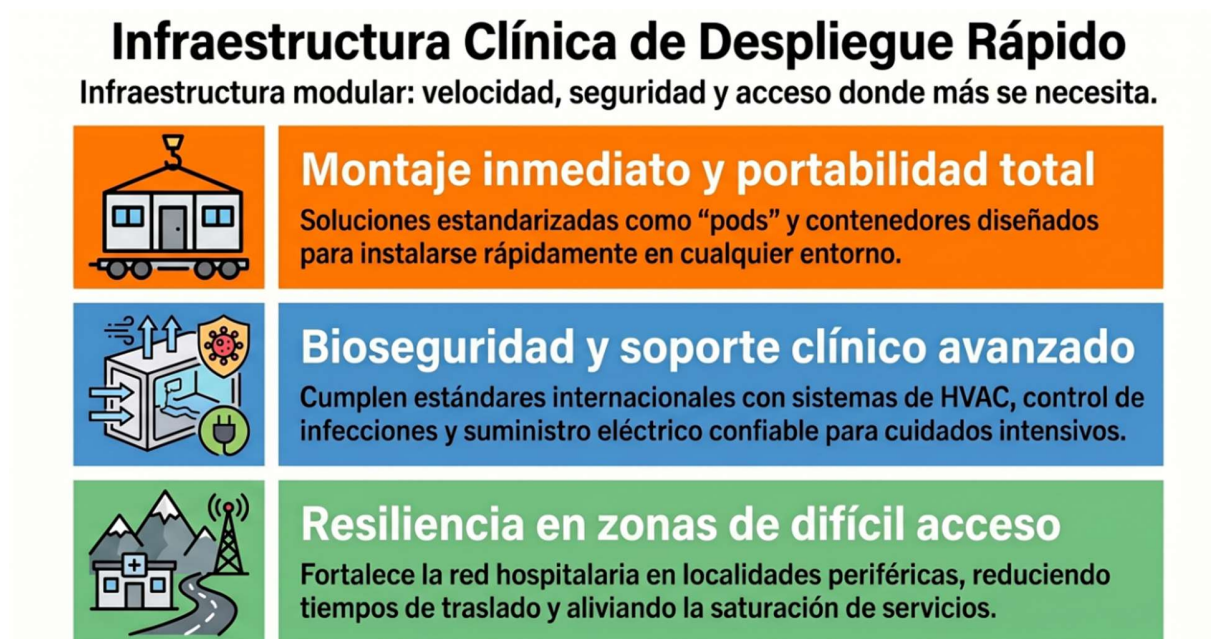 Infraestructura Clínica de Despliegue Rápido
Infraestructura modular: velocidad, seguridad y acceso donde más se necesita.
Montaje inmediato y portabilidad total
Soluciones estandarizadas como “pods” y contenedores diseñados
para instalarse rápidamente en cualquier entorno.
Bioseguridad y soporte clínico avanzado
Cumplen estándares internacionales con sistemas de HVAC, control de
infecciones y suministro eléctrico confiable para cuidados intensivos.
Resiliencia en zonas de difícil acceso
Fortalece la red hospitalaria en localidades periféricas, reduciendo
tiempos de traslado y aliviando la saturación de servicios.